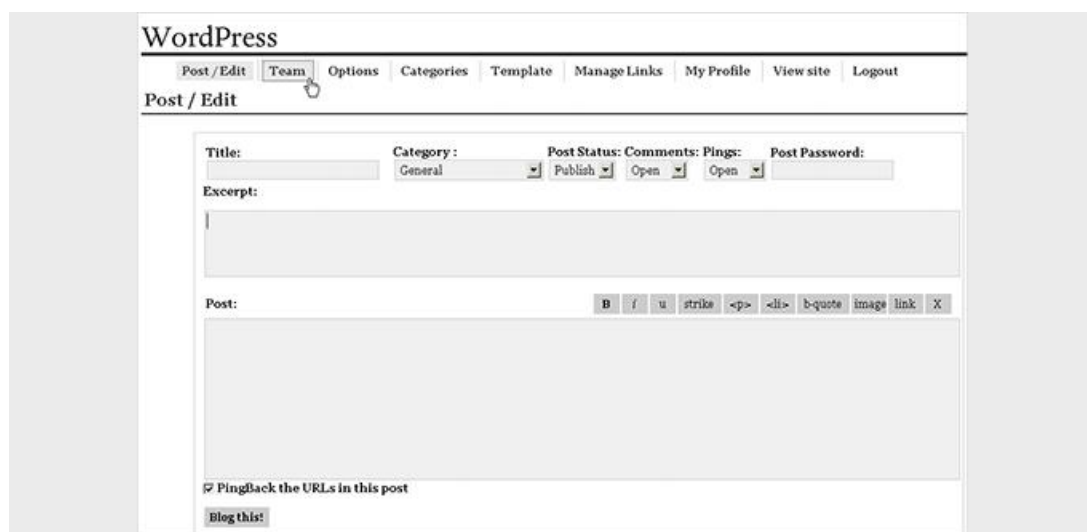 WordPress
Post / Edit Team Options Categories Template Manage Links My Profile View site Logout
Post / Edit
Title: Category : Post Status: Comments: Pings: Post Password:
General Publish Open Open
Excerpt:
Post: B i u strike <p> <li> b-quote image link X
PingBack the URLs in this post
Blog this!